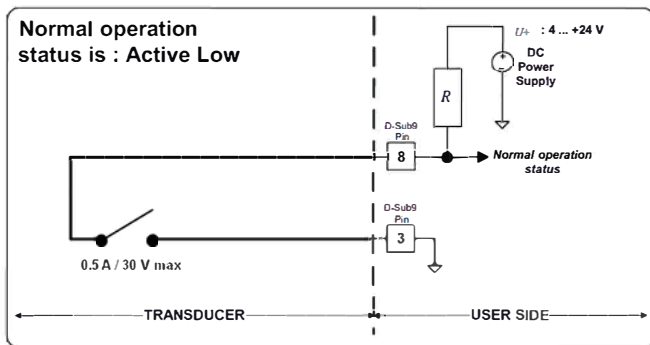 Normal operation
status is : Active Low
U+ : 4 ... +24 V
DC
Power
Supply
R
D-Sub9
Pin
8
Normal operation
status
D-Sub9
Pin
3
0.5 A / 30 V max
TRANSDUCER
USER SIDE